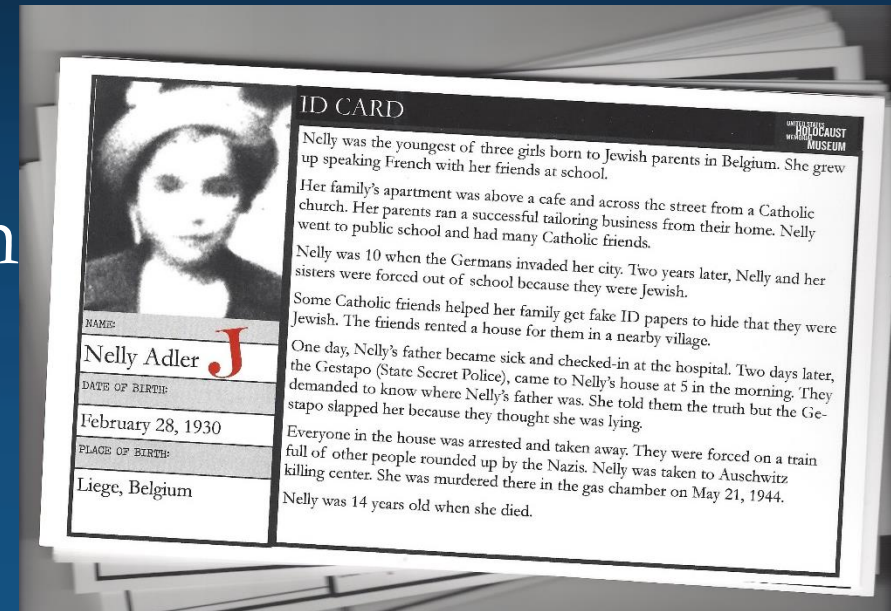 n
ID CARD
UNITED STATES
HOLOCAUST
MEMORIAL
MUSEUM
Nelly was the youngest of three girls born to Jewish parents in Belgium. She grew
up speaking French with her friends at school.
Her family's apartment was above a cafe and across the street from a Catholic
church. Her parents ran a successful tailoring business from their home. Nelly
went to public school and had many Catholic friends.
Nelly was 10 when the Germans invaded her city. Two years later, Nelly and her
sisters were forced out of school because they were Jewish.
Some Catholic friends helped her family get fake ID papers to hide that they were
Jewish. The friends rented a house for them in a nearby village.
One day, Nelly's father became sick and checked-in at the hospital. Two days later,
the Gestapo (State Secret Police), came to Nelly's house at 5 in the morning. They
demanded to know where Nelly's father was. She told them the truth but the Ge-
stapo slapped her because they thought she was lying.
Everyone in the house was arrested and taken away. They were forced on a train
full of other people rounded up by the Nazis. Nelly was taken to Auschwitz
killing center. She was murdered there in the gas chamber on May 21, 1944.
Nelly was 14 years old when she died.
NAME:
Nelly Adler J
DATE OF BIRTH:
February 28, 1930
PLACE OF BIRTH:
Liege, Belgium